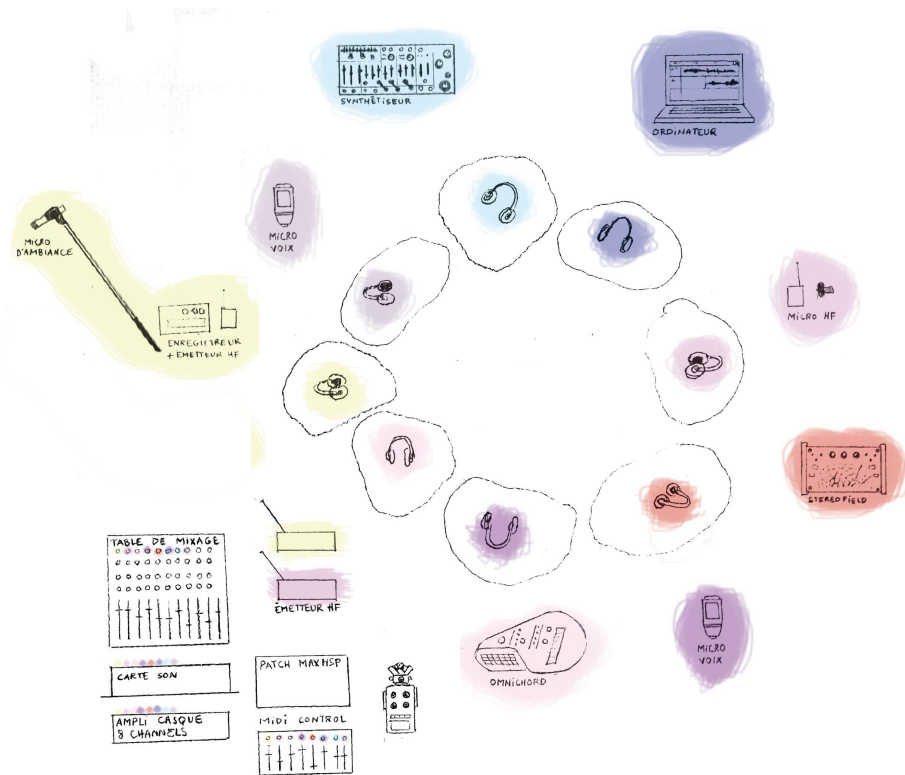 SYNTHÉTISEUR
ORDINATEUR
MICRO
VOIX
MICRO
D'AMBIANCE
ENREGISTREUR
+ EMETTEUR HF
MICRO HF
STEREOFIELD
TABLE DE MIXAGE
ÉMETTEUR HF
MICRO
VOIX
OMNICHORD
CARTE SON
PATCH MAXMSP
AMPLI CASQUE
8 CHANNELS
MIDI CONTROL